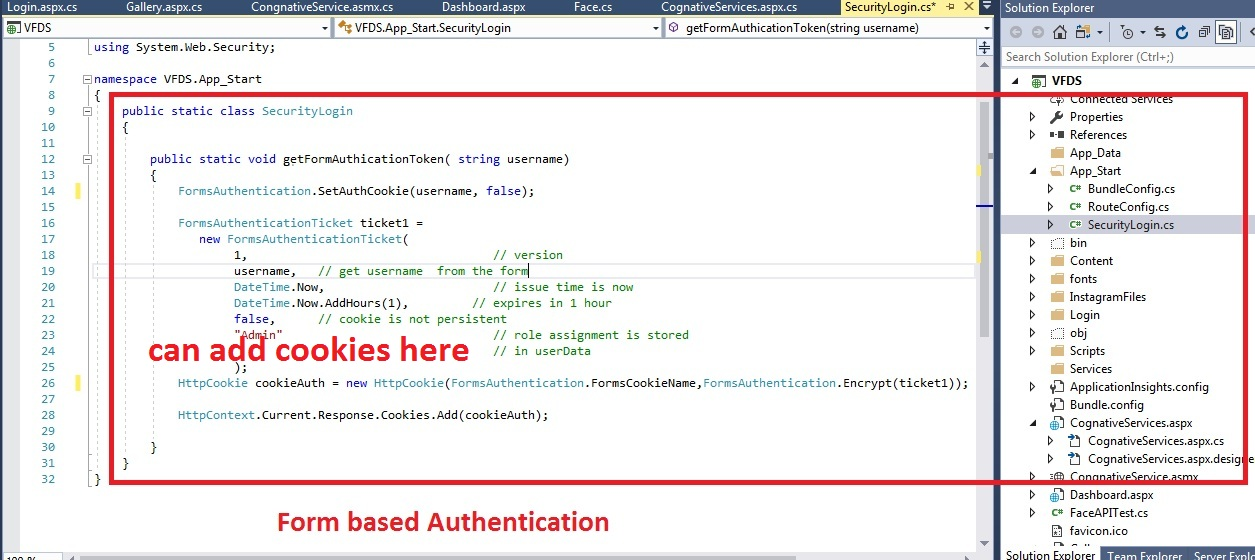 Login.aspx.cs Gallery.aspx.cs CongnativeService.asmx.cs Dashboard.aspx.cs Face.cs CognativeServices.aspx.cs SecurityLogin.cs*
Solution Explorer
VFDS VFDS.App_Start.SecurityLogin getFormAuthicationToken(string username)
Search Solution Explorer (Ctrl+;)
5 using System.Web.Security;
6
7 namespace VFDS.App_Start
8 {
9 public static class SecurityLogin
10 {
11
12 public static void getFormAuthicationToken( string username)
13 {
14 FormsAuthentication.SetAuthCookie(username, false);
15
16 FormsAuthenticationTicket ticket1 =
17 new FormsAuthenticationTicket(
18 1, // version
19 username, // get username from the form
20 DateTime.Now, // issue time is now
21 DateTime.Now.AddHours(1), // expires in 1 hour
22 false, // cookie is not persistent
23 "Admin" // role assignment is stored
24 // in userData
can add cookies here
25 );
26 HttpCookie cookieAuth = new HttpCookie(FormsAuthentication.FormsCookieName,FormsAuthentication.Encrypt(ticket1));
27
28 HttpContext.Current.Response.Cookies.Add(cookieAuth);
29
30 }
31 }
32 }
Form based Authentication
100 %
VFDS
Connected Services
Properties
References
App_Data
App_Start
C# BundleConfig.cs
C# RouteConfig.cs
C# SecurityLogin.cs
bin
Content
fonts
InstagramFiles
Login
obj
Scripts
Services
ApplicationInsights.config
Bundle.config
CognativeServices.aspx
CognativeServices.aspx.cs
CognativeServices.aspx.designe
CongnativeService.asmx
Dashboard.aspx
C# FaceAPITest.cs
favicon.ico
Solution Explorer Team Explorer Server Explo